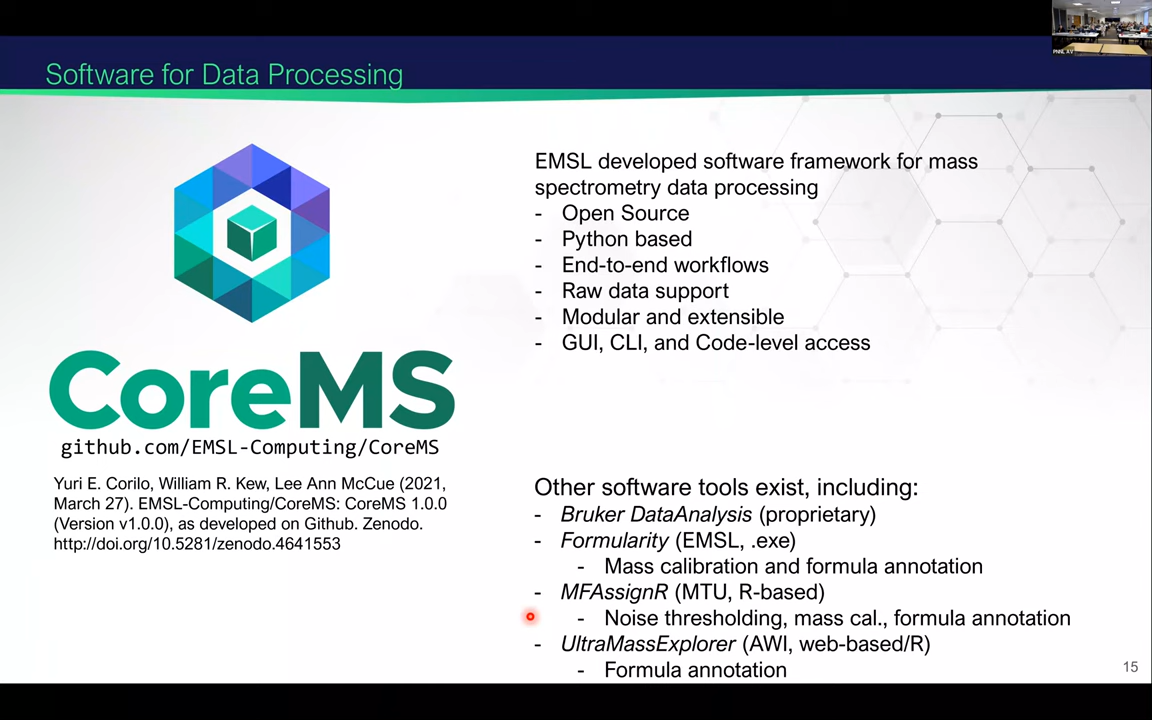 PNNL A V
Software for Data Processing
CoreMS
github.com/EMSL-Computing/CoreMS
Yuri E. Corilo, William R. Kew, Lee Ann McCue (2021,
March 27). EMSL-Computing/CoreMS: CoreMS 1.0.0
(Version v1.0.0), as developed on Github. Zenodo.
http://doi.org/10.5281/zenodo.4641553
EMSL developed software framework for mass
spectrometry data processing
- Open Source
- Python based
- End-to-end workflows
- Raw data support
- Modular and extensible
- GUI, CLI, and Code-level access
Other software tools exist, including:
- Bruker DataAnalysis (proprietary)
- Formularity (EMSL, .exe)
- Mass calibration and formula annotation
- MFAssignR (MTU, R-based)
- Noise thresholding, mass cal., formula annotation
- UltraMassExplorer (AWI, web-based/R)
- Formula annotation
15